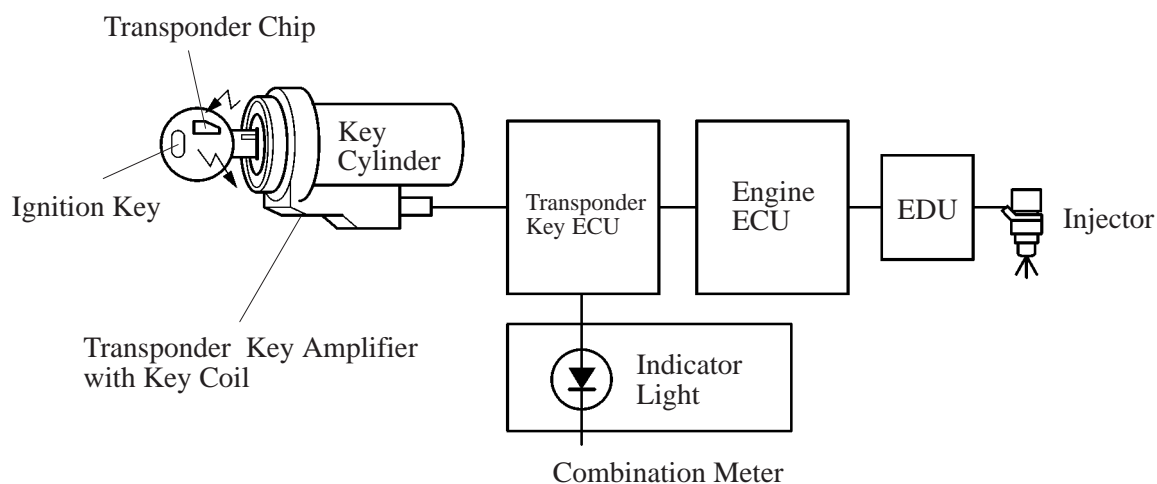 Transponder Chip
Key
Cylinder
Ignition Key
Transponder Key Amplifier
with Key Coil
Transponder
Key ECU
Engine
ECU
EDU
Injector
Indicator
Light
Combination Meter